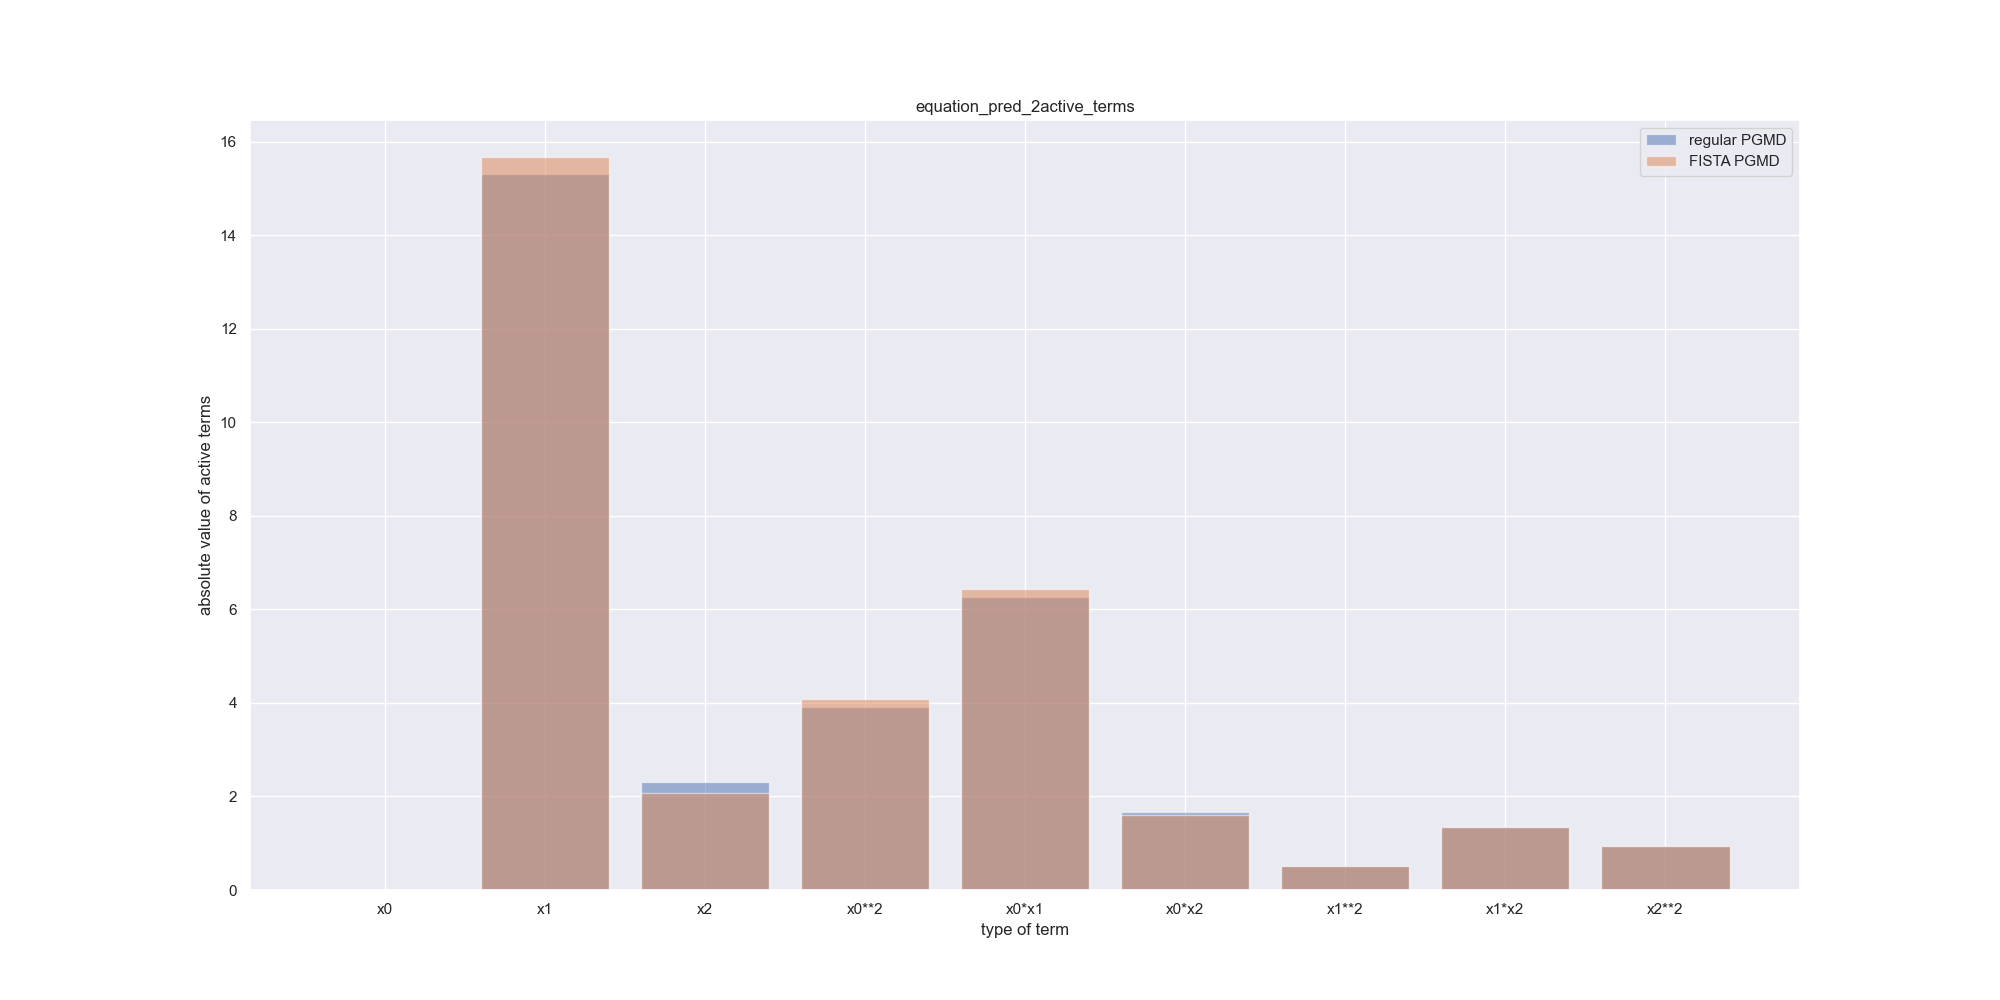 equation_pred_2active_terms
regular PGMD
FISTA PGMD
16
14
12
10
8
6
4
2
0
absolute value of active terms
x0
x1
x2
x0**2
x0*x1
x0*x2
x1**2
x1*x2
x2**2
type of term